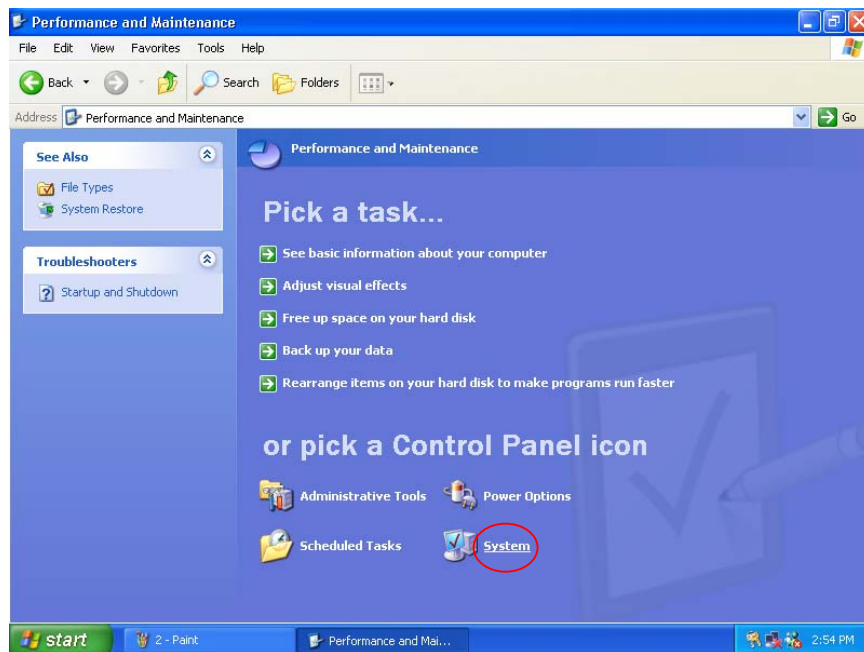 Performance and Maintenance
File Edit View Favorites Tools Help
Back Search Folders
Address Performance and Maintenance Go
See Also
File Types
System Restore
Troubleshooters
Startup and Shutdown
Performance and Maintenance
Pick a task...
See basic information about your computer
Adjust visual effects
Free up space on your hard disk
Back up your data
Rearrange items on your hard disk to make programs run faster
or pick a Control Panel icon
Administrative Tools Power Options
Scheduled Tasks System
start 2 - Paint Performance and Mai... 2:54 PM